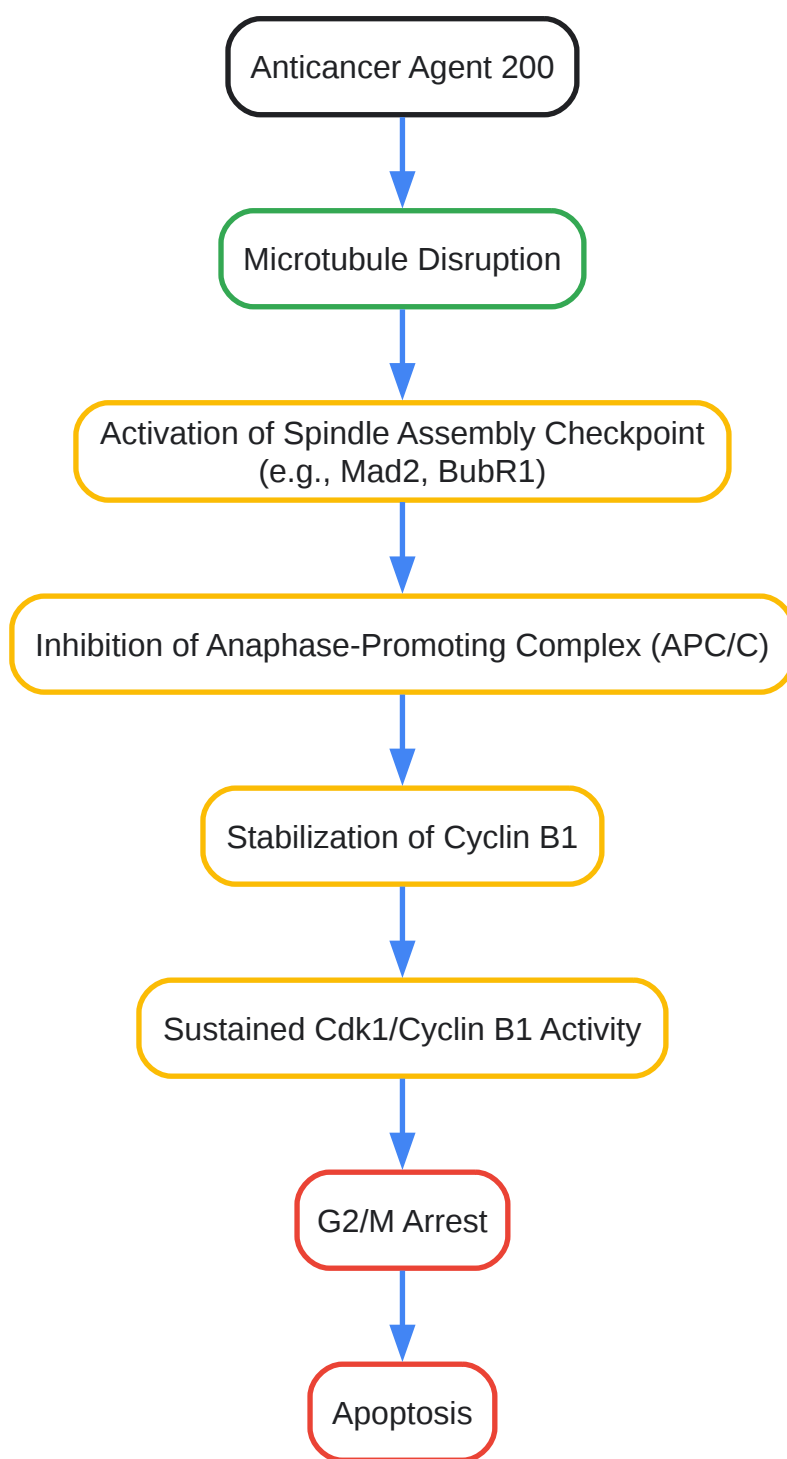 Anticancer Agent 200
Microtubule Disruption
Activation of Spindle Assembly Checkpoint
(e.g., Mad2, BubR1)
Inhibition of Anaphase-Promoting Complex (APC/C)
Stabilization of Cyclin B1
Sustained Cdk1/Cyclin B1 Activity
G2/M Arrest
Apoptosis